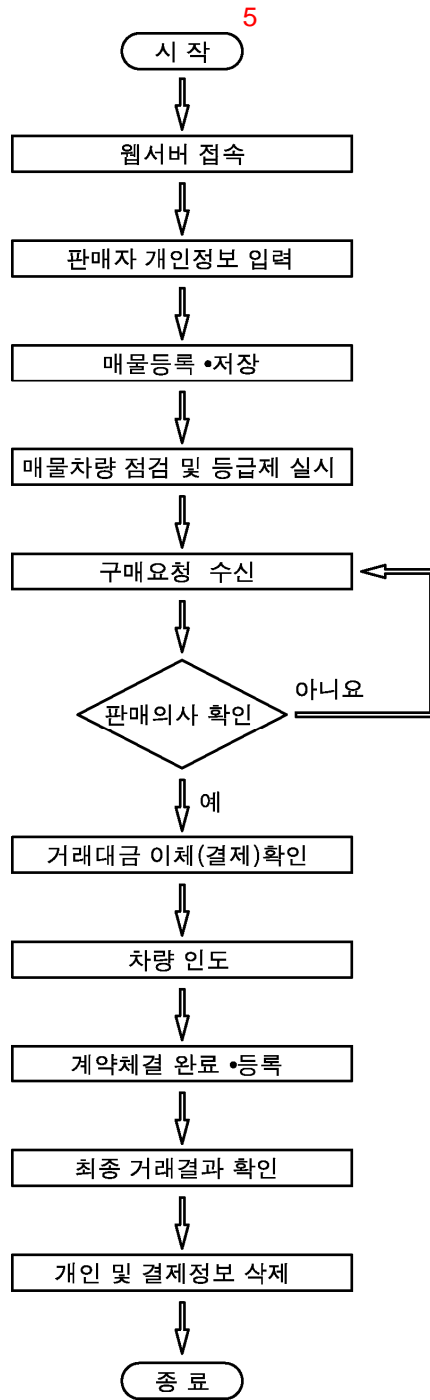 5
시 작
웹서버 접속
판매자 개인정보 입력
매물등록 •저장
매물차량 점검 및 등급제 실시
구매요청 수신
아니요
판매의사 확인
예
거래대금 이체(결제)확인
차량 인도
계약체결 완료 •등록
최종 거래결과 확인
개인 및 결제정보 삭제
종 료